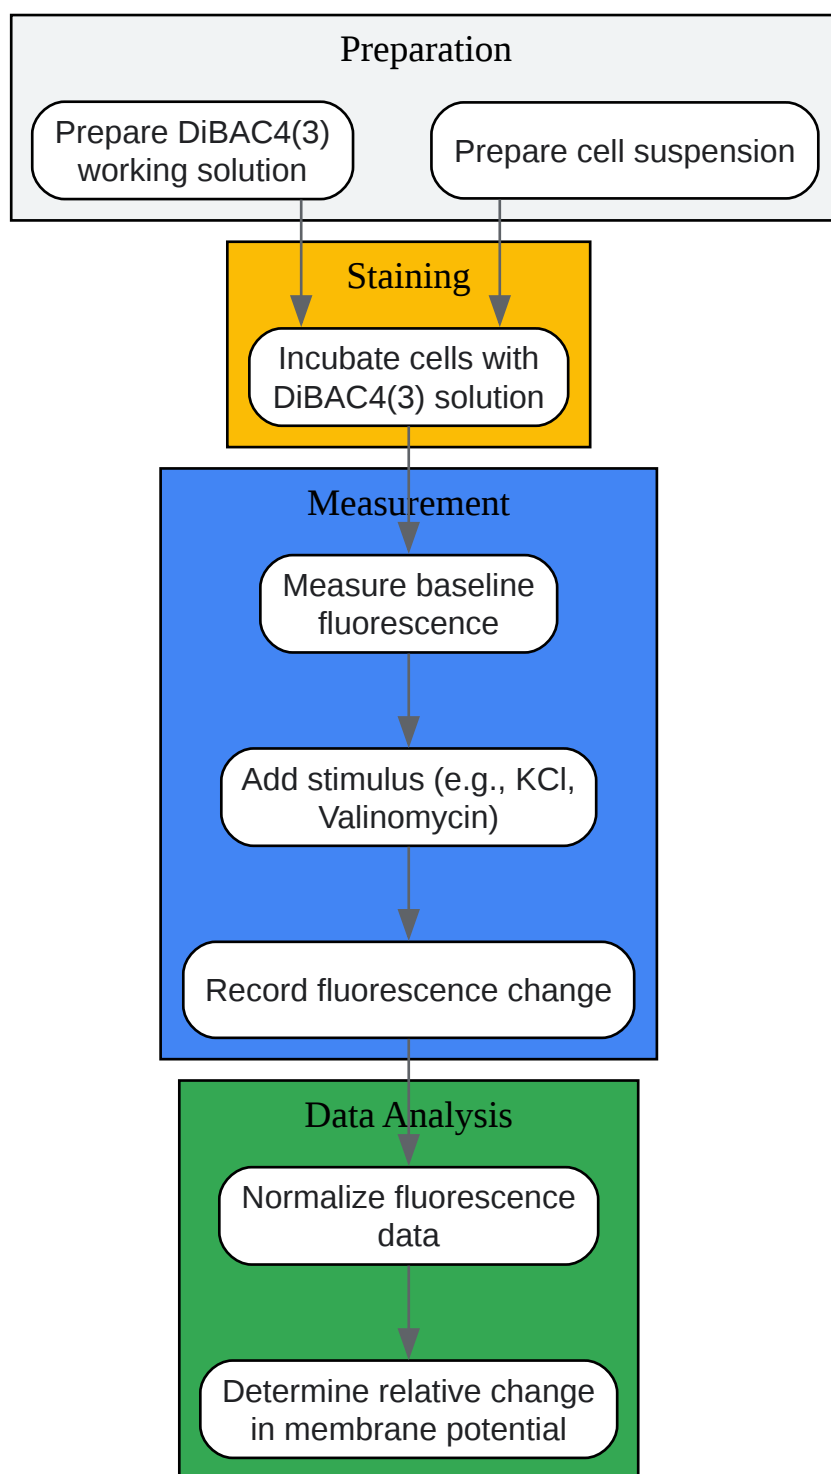 Preparation
Prepare DiBAC4(3)
working solution
Prepare cell suspension
Staining
Incubate cells with
DiBAC4(3) solution
Measurement
Measure baseline
fluorescence
Add stimulus (e.g., KCl,
Valinomycin)
Record fluorescence change
Data Analysis
Normalize fluorescence
data
Determine relative change
in membrane potential